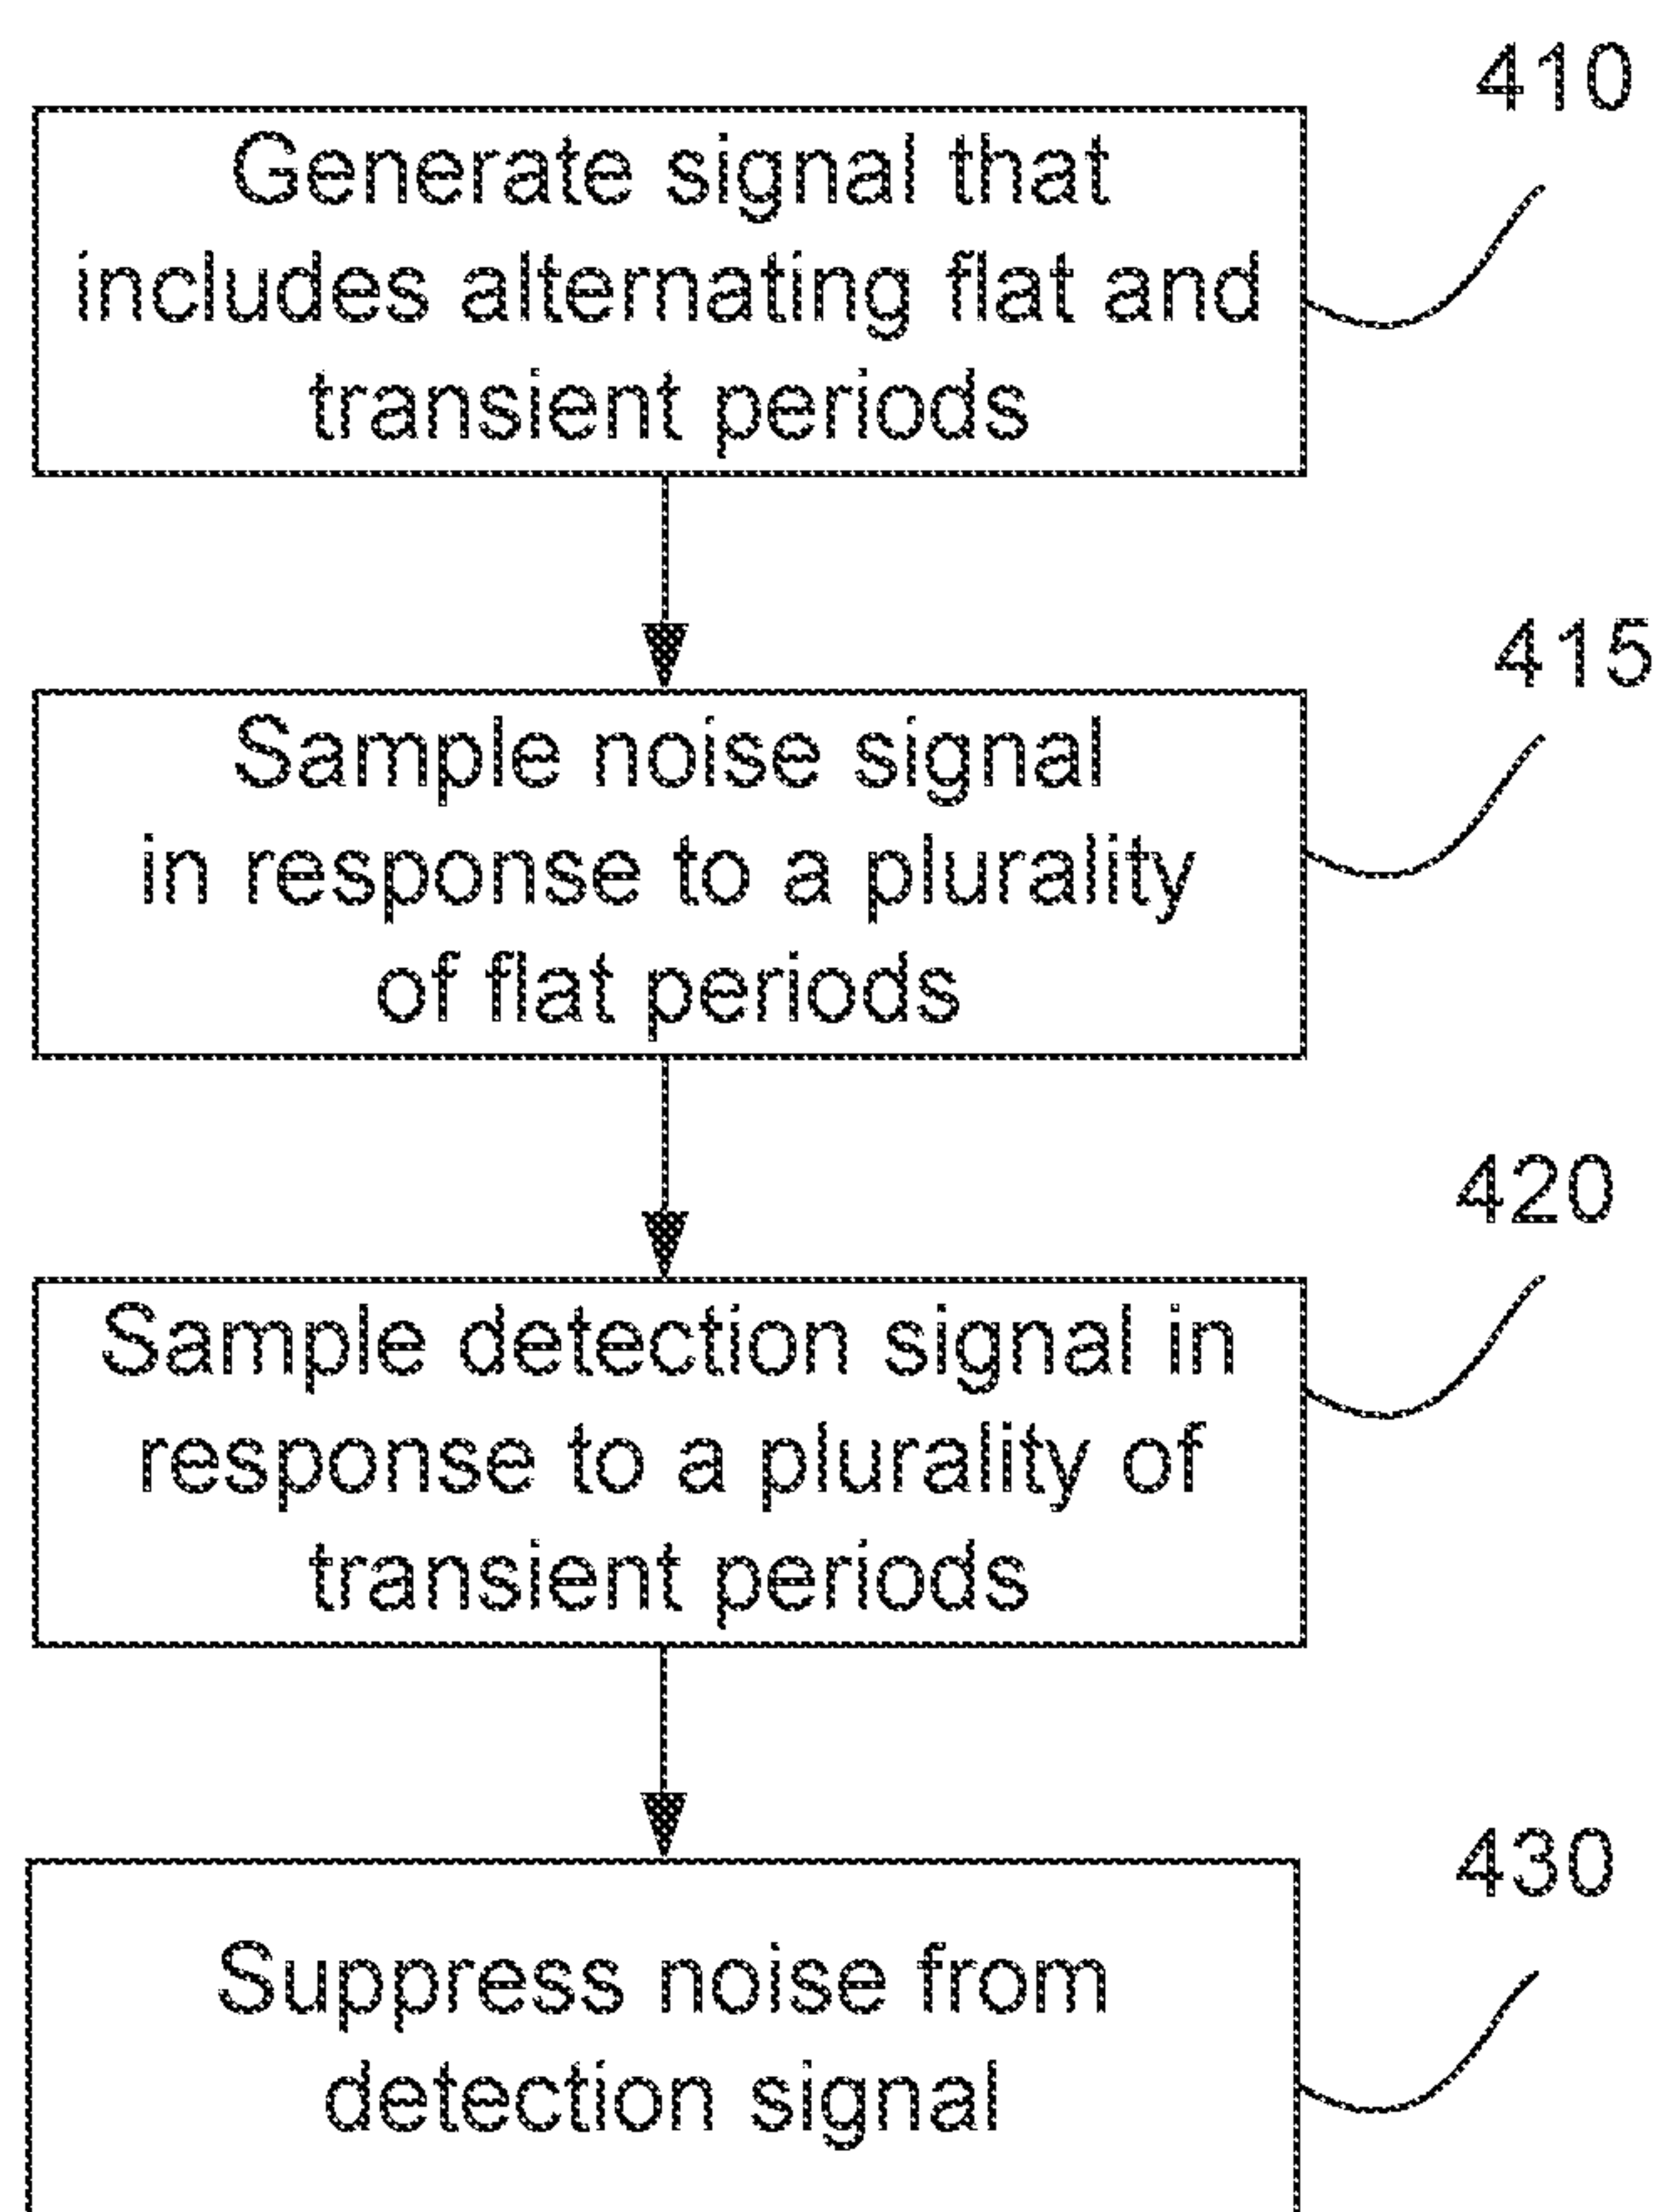 410
Generate signal that
includes alternating flat and
transient periods
415
Sample noise signal
in response to a plurality
of flat periods
420
Sample detection signal in
response to a plurality of
transient periods
430
Suppress noise from
detection signal